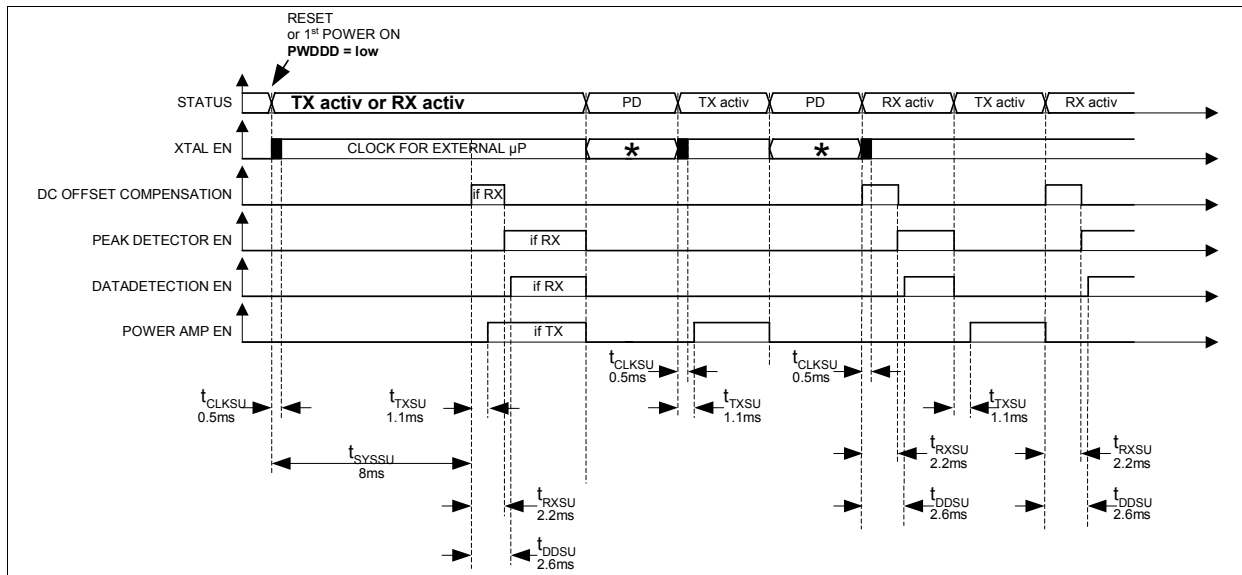 RESET
or 1st POWER ON
PWDDD = low
STATUS
TX activ or RX activ
PD
TX activ
PD
RX activ
TX activ
RX activ
XTAL EN
CLOCK FOR EXTERNAL µP
*
*
DC OFFSET COMPENSATION
if RX
PEAK DETECTOR EN
if RX
DATADETECTION EN
if RX
POWER AMP EN
if TX
tCLKSU
0.5ms
tCLKSU
0.5ms
tCLKSU
0.5ms
tTXSU
1.1ms
tTXSU
1.1ms
tTXSU
1.1ms
tSYSSU
8ms
tRXSU
2.2ms
tRXSU
2.2ms
tRXSU
2.2ms
tDDSU
2.6ms
tDDSU
2.6ms
tDDSU
2.6ms